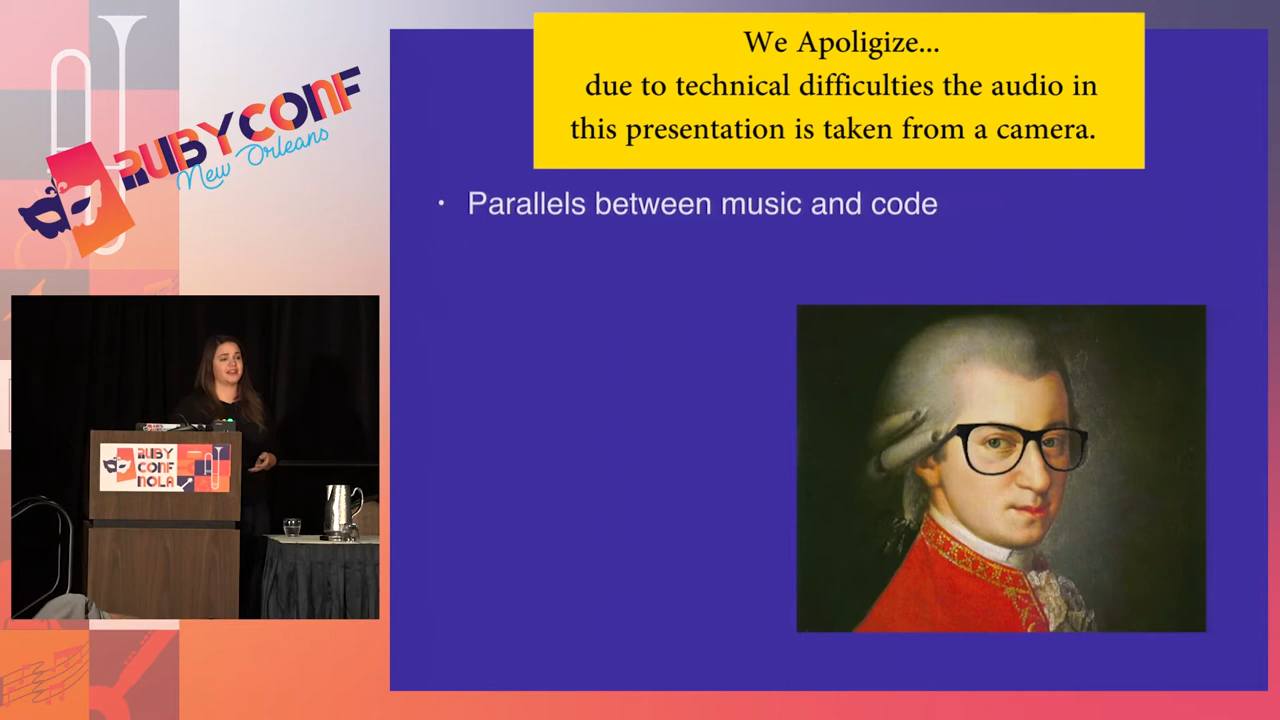 We Apoligize...
due to technical difficulties the audio in
this presentation is taken from a camera.
RUBYCONF
New Orleans
• Parallels between music and code
RUBY
CONF
NOLA